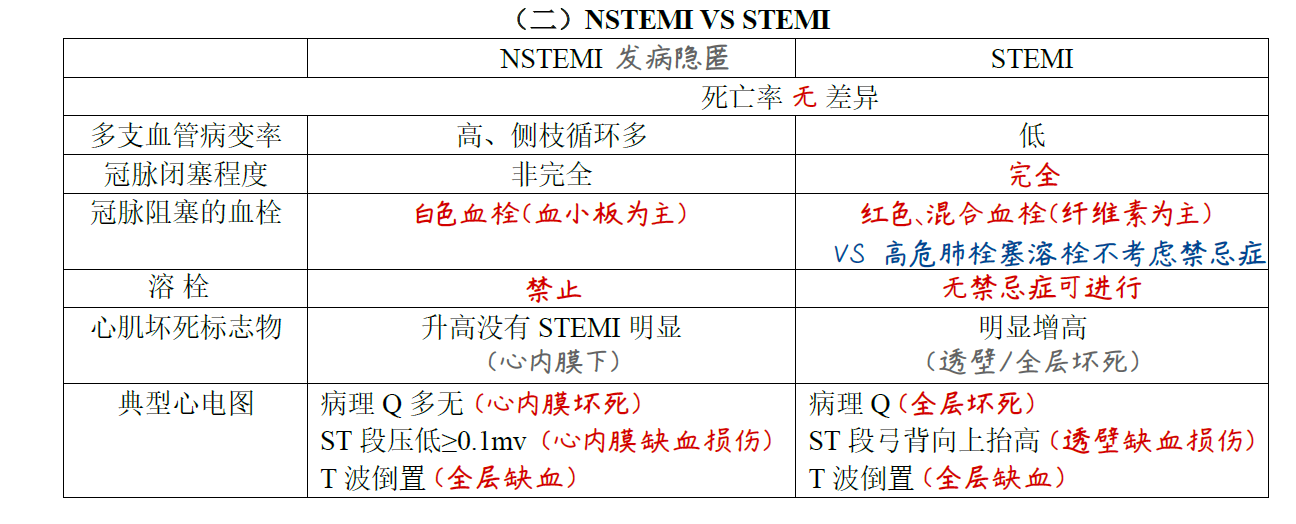 （二）NSTEMI VS STEMI
NSTEMI 发病隐匿 STEMI
死亡率 无 差异
多支血管病变率 高、侧枝循环多 低
冠脉闭塞程度 非完全 完全
冠脉阻塞的血栓 白色血栓（血小板为主） 红色、混合血栓（纤维素为主）
VS 高危肺栓塞溶栓不考虑禁忌症
溶 栓 禁止 无禁忌症可进行
心肌坏死标志物 升高没有 STEMI 明显 明显增高
（心内膜下） （透壁/全层坏死）
典型心电图 病理 Q 多无（心内膜坏死） 病理 Q（全层坏死）
ST 段压低≥0.1mv（心内膜缺血损伤） ST 段弓背向上抬高（透壁缺血损伤）
T 波倒置（全层缺血） T 波倒置（全层缺血）